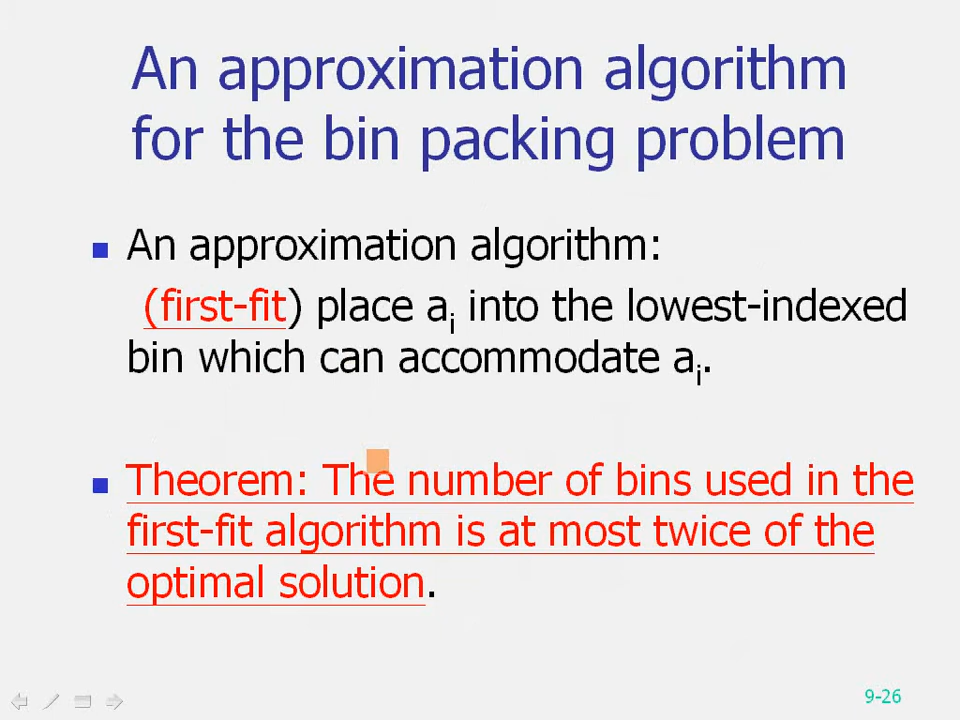 An approximation algorithm
for the bin packing problem
An approximation algorithm:
(first-fit) place aᵢ into the lowest-indexed
bin which can accommodate aᵢ.
Theorem: The number of bins used in the
first-fit algorithm is at most twice of the
optimal solution.
9-26